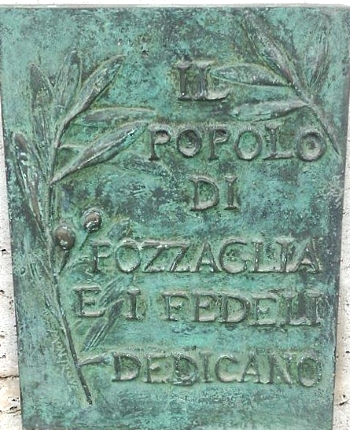 IL
POPOLO
DI
POZZAGLIA
E I FEDELI
DEDICANO